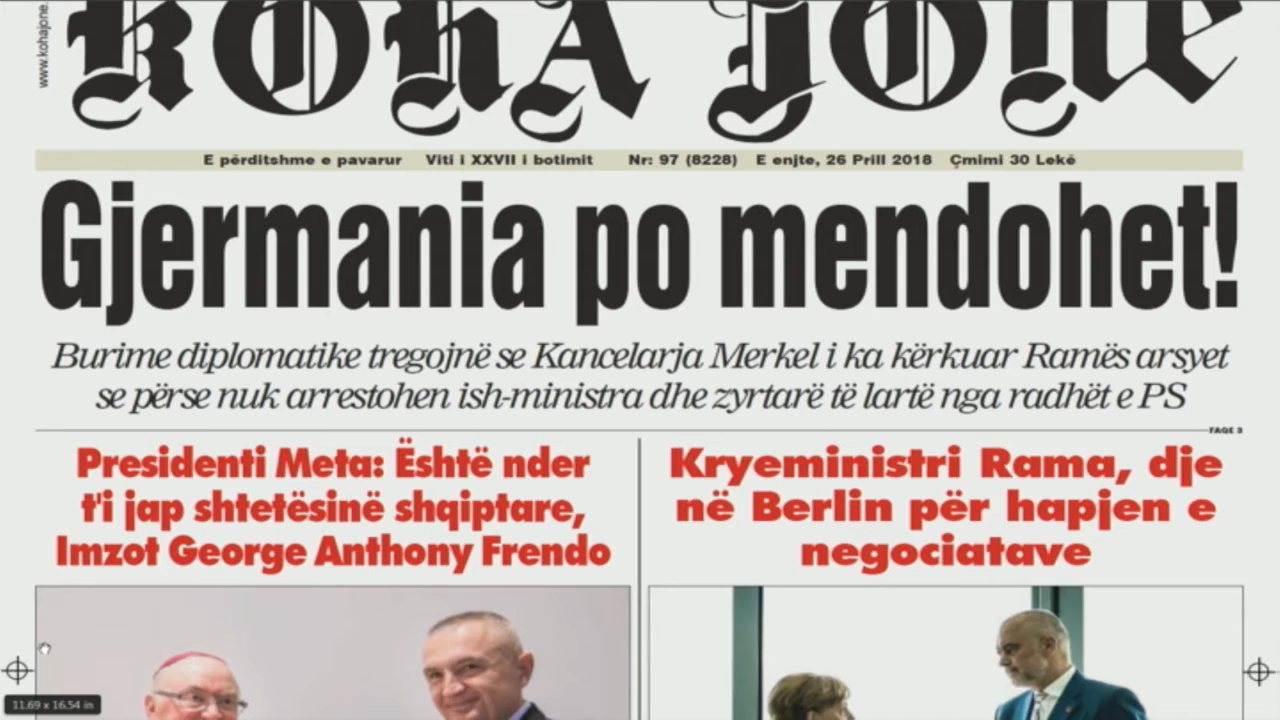 www.kohajone.
KOHA JONE
E përditshme e pavarur Viti i XXVII i botimit Nr: 97 (8228) E enjte, 26 Prill 2018 Çmimi 30 Lekë
Gjermania po mendohet!
Burime diplomatike tregojnë se Kancelarja Merkel i ka kërkuar Ramës arsyet
se përse nuk arrestohen ish-ministra dhe zyrtarë të lartë nga radhët e PS
FAQE 3
Presidenti Meta: Është nder
t'i jap shtetësinë shqiptare,
Imzot George Anthony Frendo
Kryeministri Rama, dje
në Berlin për hapjen e
negociatave
11.69 x 16.54 in